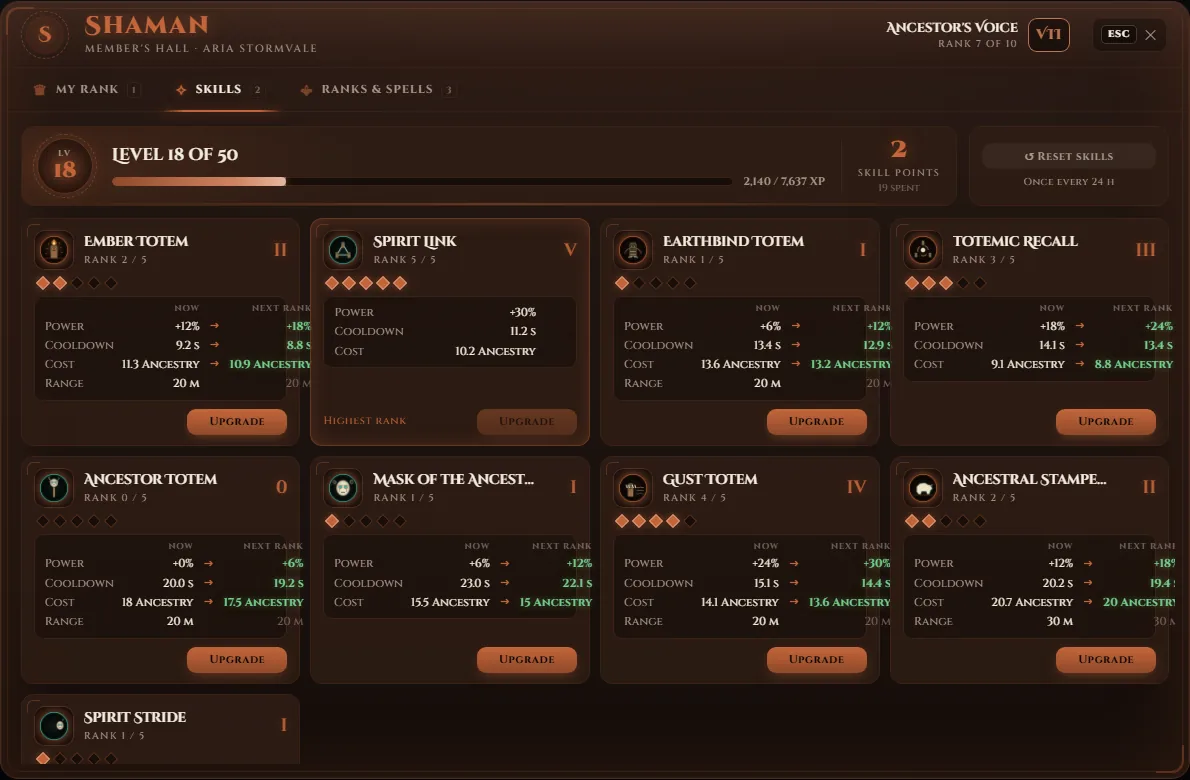 S
SHAMAN
MEMBER'S HALL · ARIA STORMVALE
ANCESTOR'S VOICE
RANK 7 OF 10
VII
ESC
MY RANK 1
SKILLS 2
RANKS & SPELLS 3
LV
18
LEVEL 18 OF 50
2,140 / 7,637 XP
2
SKILL POINTS
19 SPENT
↺ RESET SKILLS
ONCE EVERY 24 H
EMBER TOTEM
RANK 2 / 5
II
NOW NEXT RANK
POWER +12% → +18%
COOLDOWN 9.2 S → 8.8 S
COST 11.3 ANCESTRY → 10.9 ANCESTRY
RANGE 20 M 20 M
UPGRADE
SPIRIT LINK
RANK 5 / 5
V
POWER +30%
COOLDOWN 11.2 S
COST 10.2 ANCESTRY
HIGHEST RANK
UPGRADE
EARTHBIND TOTEM
RANK 1 / 5
I
NOW NEXT RANK
POWER +6% → +12%
COOLDOWN 13.4 S → 12.9 S
COST 13.6 ANCESTRY → 13.2 ANCESTRY
RANGE 20 M 20 M
UPGRADE
TOTEMIC RECALL
RANK 3 / 5
III
NOW NEXT RANK
POWER +18% → +24%
COOLDOWN 14.1 S → 13.4 S
COST 9.1 ANCESTRY → 8.8 ANCESTRY
UPGRADE
ANCESTOR TOTEM
RANK 0 / 5
0
NOW NEXT RANK
POWER +0% → +6%
COOLDOWN 20.0 S → 19.2 S
COST 18 ANCESTRY → 17.5 ANCESTRY
RANGE 20 M 20 M
UPGRADE
MASK OF THE ANCEST...
RANK 1 / 5
I
NOW NEXT RANK
POWER +6% → +12%
COOLDOWN 23.0 S → 22.1 S
COST 15.5 ANCESTRY → 15 ANCESTRY
UPGRADE
GUST TOTEM
RANK 4 / 5
IV
NOW NEXT RANK
POWER +24% → +30%
COOLDOWN 15.1 S → 14.4 S
COST 14.1 ANCESTRY → 13.6 ANCESTRY
RANGE 20 M 20 M
UPGRADE
ANCESTRAL STAMPE...
RANK 2 / 5
II
NOW NEXT RANK
POWER +12% → +18%
COOLDOWN 20.2 S → 19.4 S
COST 20.7 ANCESTRY → 20 ANCESTRY
RANGE 30 M 30 M
UPGRADE
SPIRIT STRIDE
RANK 1 / 5
I